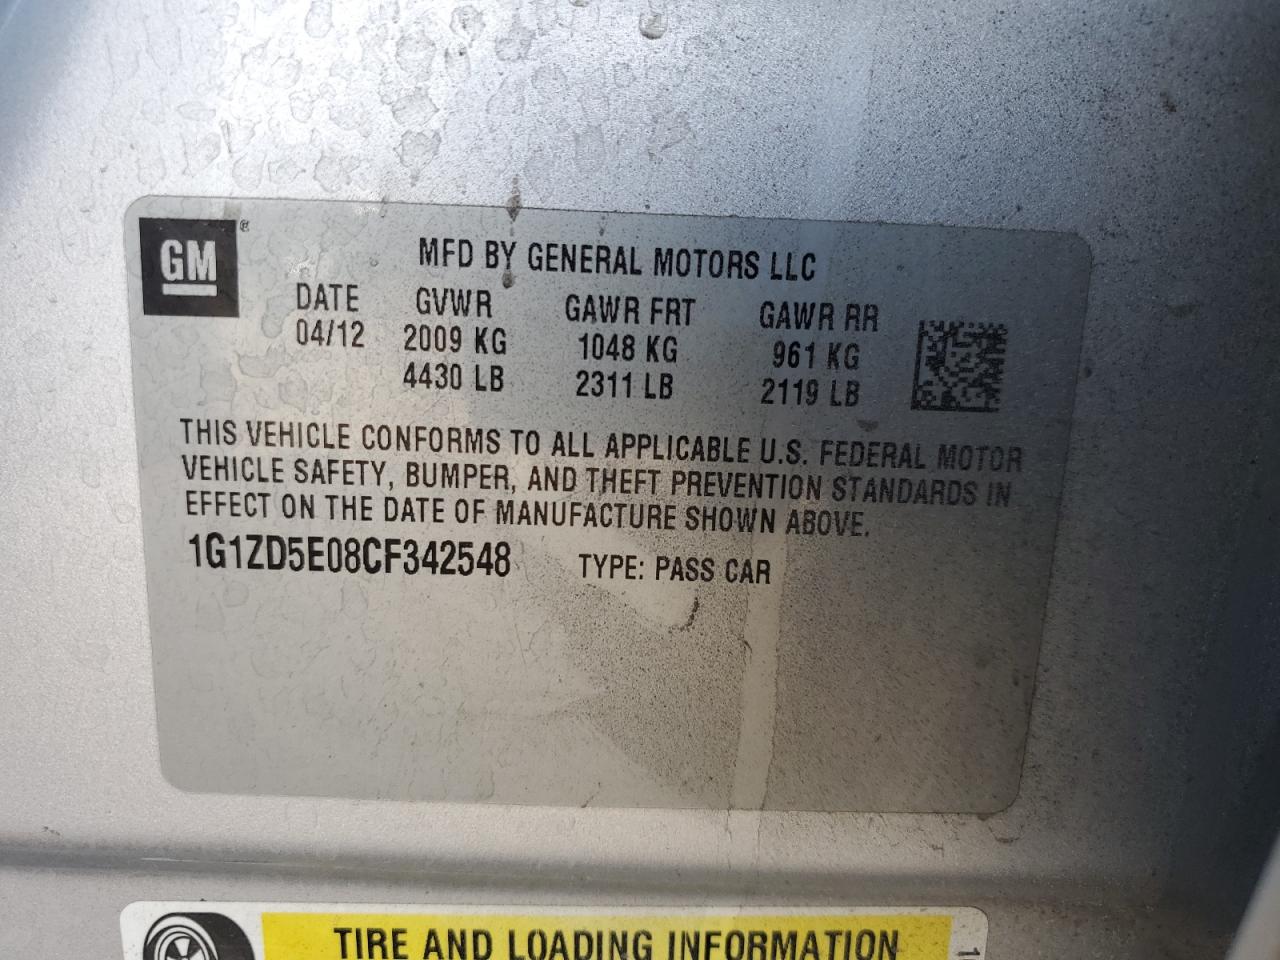 GM ®
MFD BY GENERAL MOTORS LLC
DATE GVWR GAWR FRT GAWR RR
04/12 2009 KG 1048 KG 961 KG
4430 LB 2311 LB 2119 LB
THIS VEHICLE CONFORMS TO ALL APPLICABLE U.S. FEDERAL MOTOR
VEHICLE SAFETY, BUMPER, AND THEFT PREVENTION STANDARDS IN
EFFECT ON THE DATE OF MANUFACTURE SHOWN ABOVE.
1G1ZD5E08CF342548 TYPE: PASS CAR
TIRE AND LOADING INFORMATION